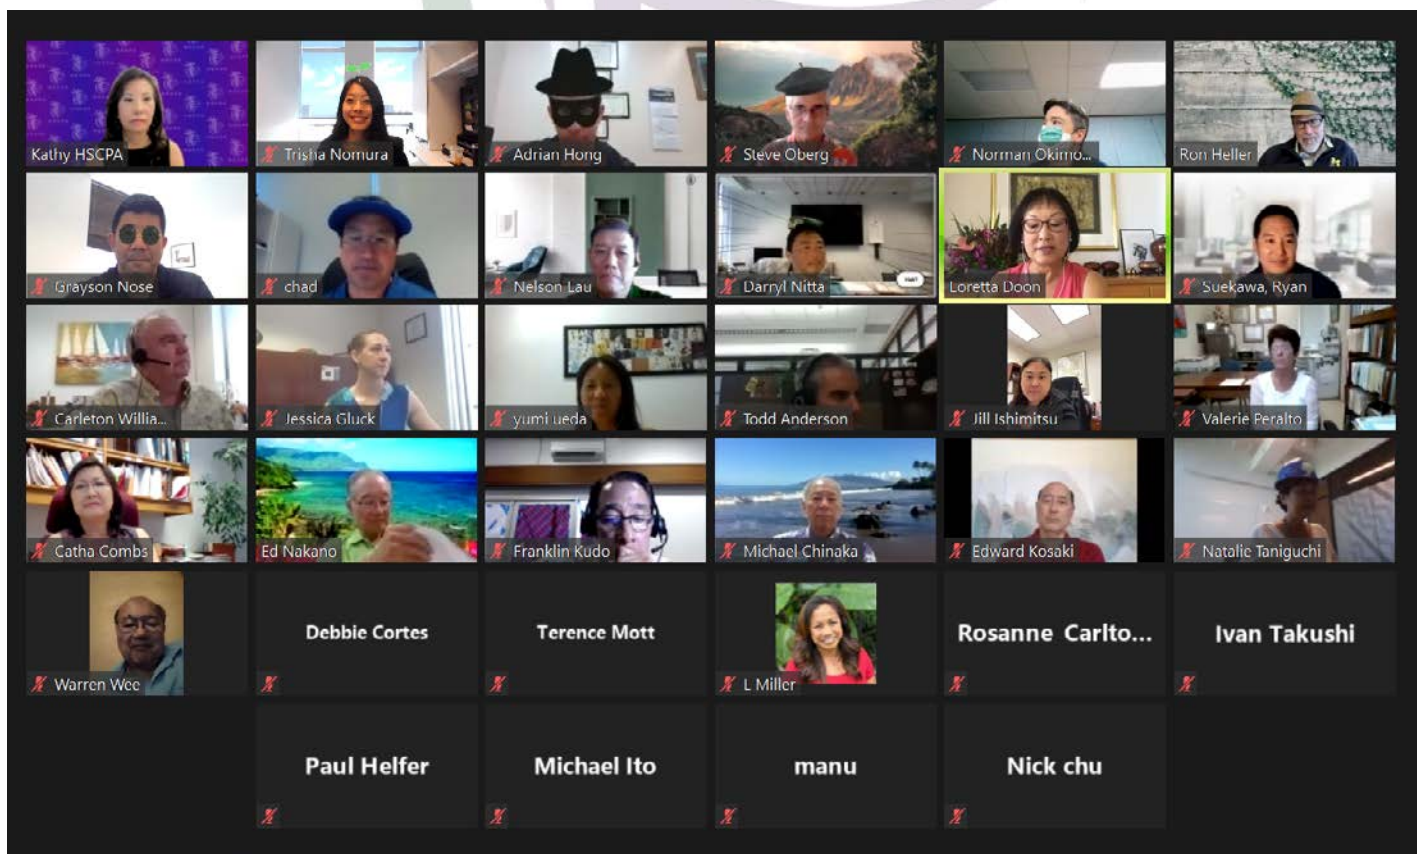 Kathy HSCPA
Trisha Nomura
Adrian Hong
Steve Oberg
Norman Okimo...
Ron Heller
Grayson Nose
chad
Nelson Lau
Darryl Nitta
Loretta Doon
Suekawa, Ryan
Carleton Willia...
Jessica Gluck
yumi ueda
Todd Anderson
Jill Ishimitsu
Valerie Peralto
Catha Combs
Ed Nakano
Franklin Kudo
Michael Chinaka
Edward Kosaki
Natalie Taniguchi
Warren Wee
Debbie Cortes
Terence Mott
L Miller
Rosanne Carlto...
Ivan Takushi
Paul Helfer
Michael Ito
manu
Nick chu